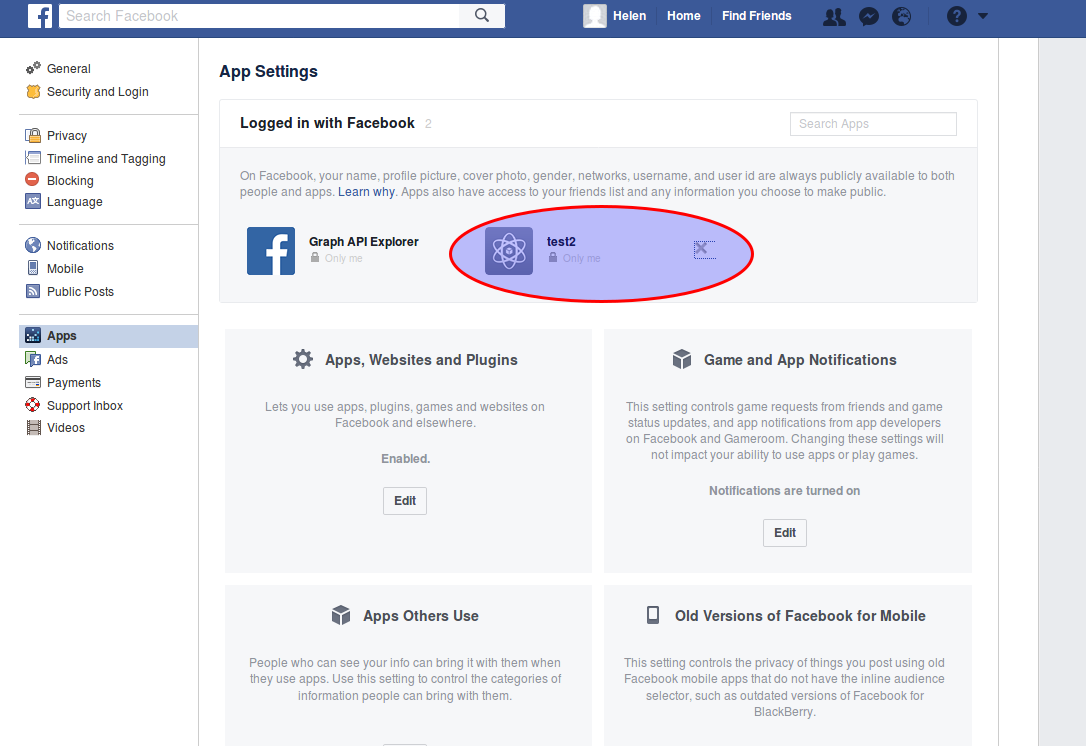 Search Facebook
Helen
Home
Find Friends
General
Security and Login
Privacy
Timeline and Tagging
Blocking
Language
Notifications
Mobile
Public Posts
Apps
Ads
Payments
Support Inbox
Videos
App Settings
Logged in with Facebook 2
Search Apps
On Facebook, your name, profile picture, cover photo, gender, networks, username, and user id are always publicly available to both
people and apps. Learn why. Apps also have access to your friends list and any information you choose to make public.
Graph API Explorer
Only me
test2
Only me
Apps, Websites and Plugins
Lets you use apps, plugins, games and websites on
Facebook and elsewhere.
Enabled.
Edit
Game and App Notifications
This setting controls game requests from friends and game
status updates, and app notifications from app developers
on Facebook and Gameroom. Changing these settings will
not impact your ability to use apps or play games.
Notifications are turned on
Edit
Apps Others Use
People who can see your info can bring it with them when
they use apps. Use this setting to control the categories of
information people can bring with them.
Old Versions of Facebook for Mobile
This setting controls the privacy of things you post using old
Facebook mobile apps that do not have the inline audience
selector, such as outdated versions of Facebook for
BlackBerry.